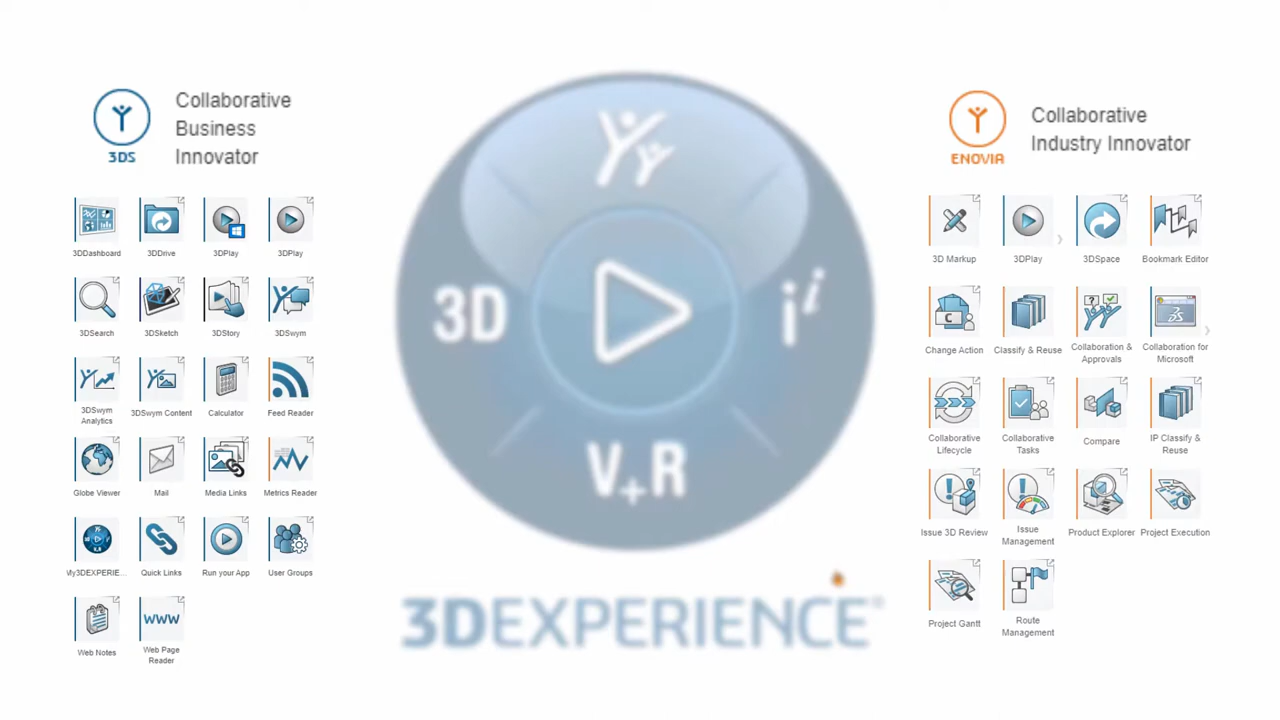 Collaborative
Business
Innovator
3DS
3DDashboard
3DDrive
3DPlay
3DPlay
3DSearch
3DSketch
3DStory
3DSwym
3DSwym
Analytics
3DSwym Content
Calculator
Feed Reader
Globe Viewer
Mail
Media Links
Metrics Reader
My3DEXPERIE...
Quick Links
Run your App
User Groups
Web Notes
WWW
Web Page
Reader
3D
i i
V+R
3DEXPERIENCE®
Collaborative
Industry Innovator
ENOVIA
3D Markup
3DPlay
3DSpace
Bookmark Editor
C
Change Action
Classify & Reuse
Collaboration &
Approvals
Collaboration for
Microsoft
Collaborative
Lifecycle
Collaborative
Tasks
Compare
IP Classify &
Reuse
Issue 3D Review
Issue
Management
Product Explorer
Project Execution
Project Gantt
Route
Management